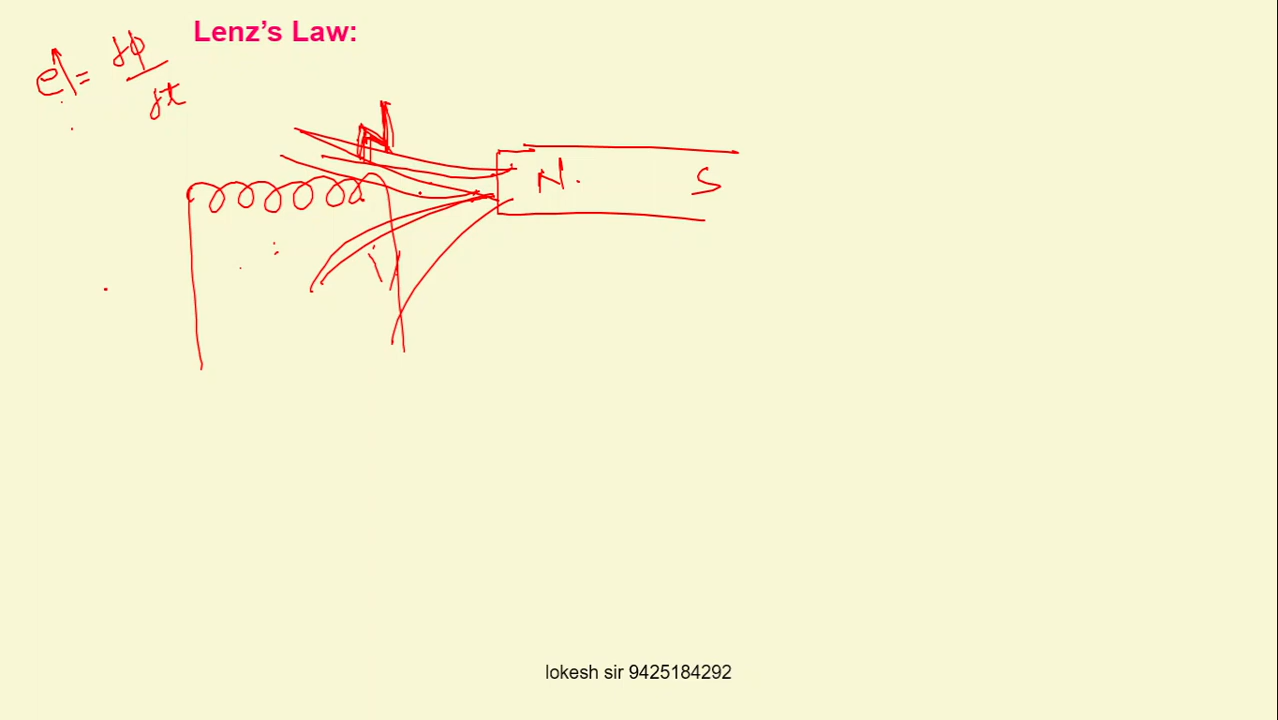 Lenz's Law:
e = dφ/dt
N
N. S
lokesh sir 9425184292